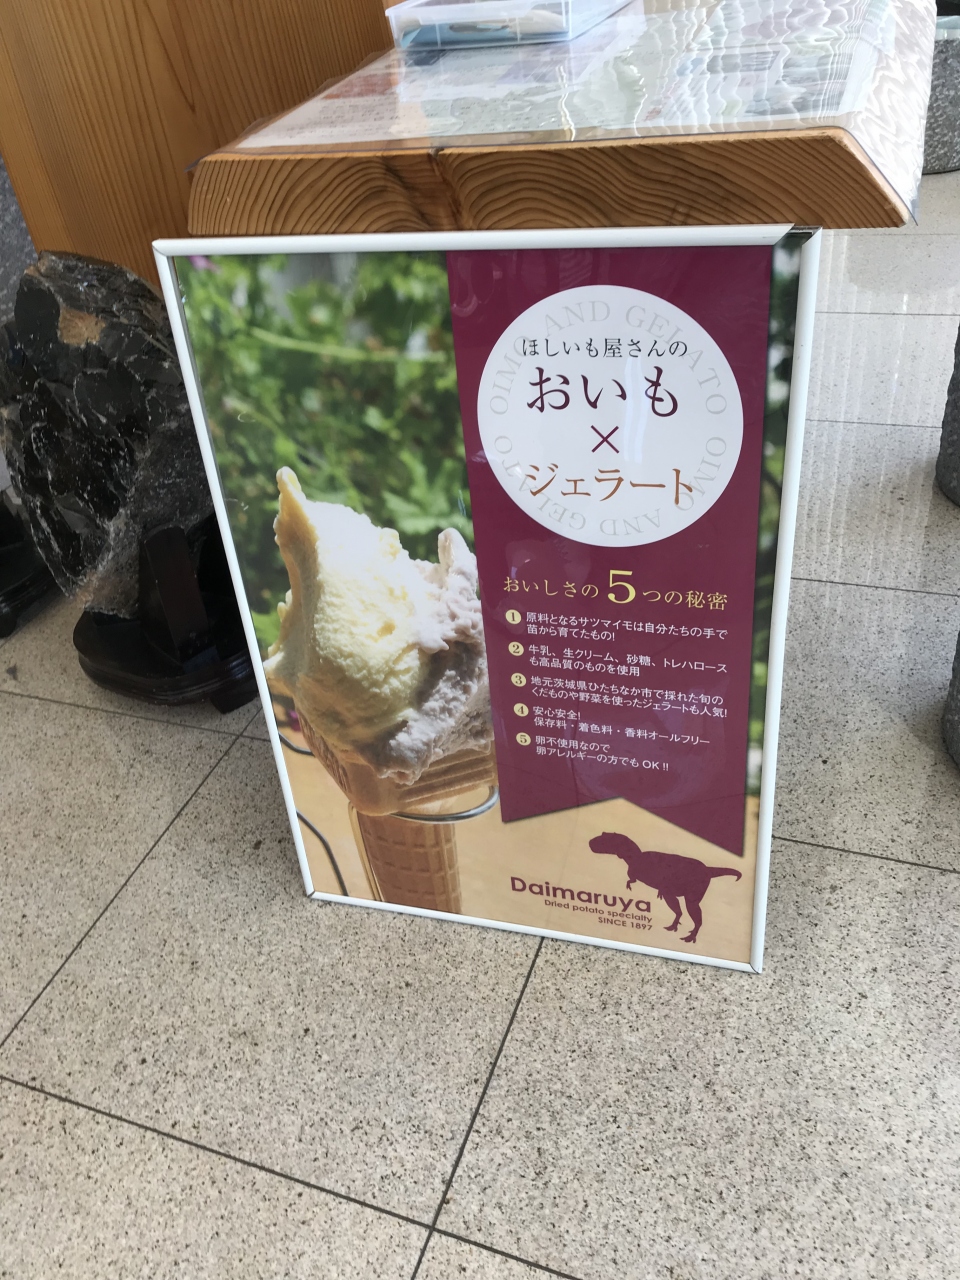 OIMO AND GELATO OIMO AND GELATO
ほしいも屋さんの
おいも
×
ジェラート
おいしさの5つの秘密
1 原料となるサツマイモは自分たちの手で
苗から育てたもの!
2 牛乳、生クリーム、砂糖、トレハロース
も高品質のものを使用
3 地元茨城県ひたちなか市で採れた旬の
くだものや野菜を使ったジェラートも人気!
4 安心安全!
保存料・着色料・香料オールフリー
5 卵不使用なので
卵アレルギーの方でもOK!!
Daimaruya
Dried potato specialty
SINCE 1897